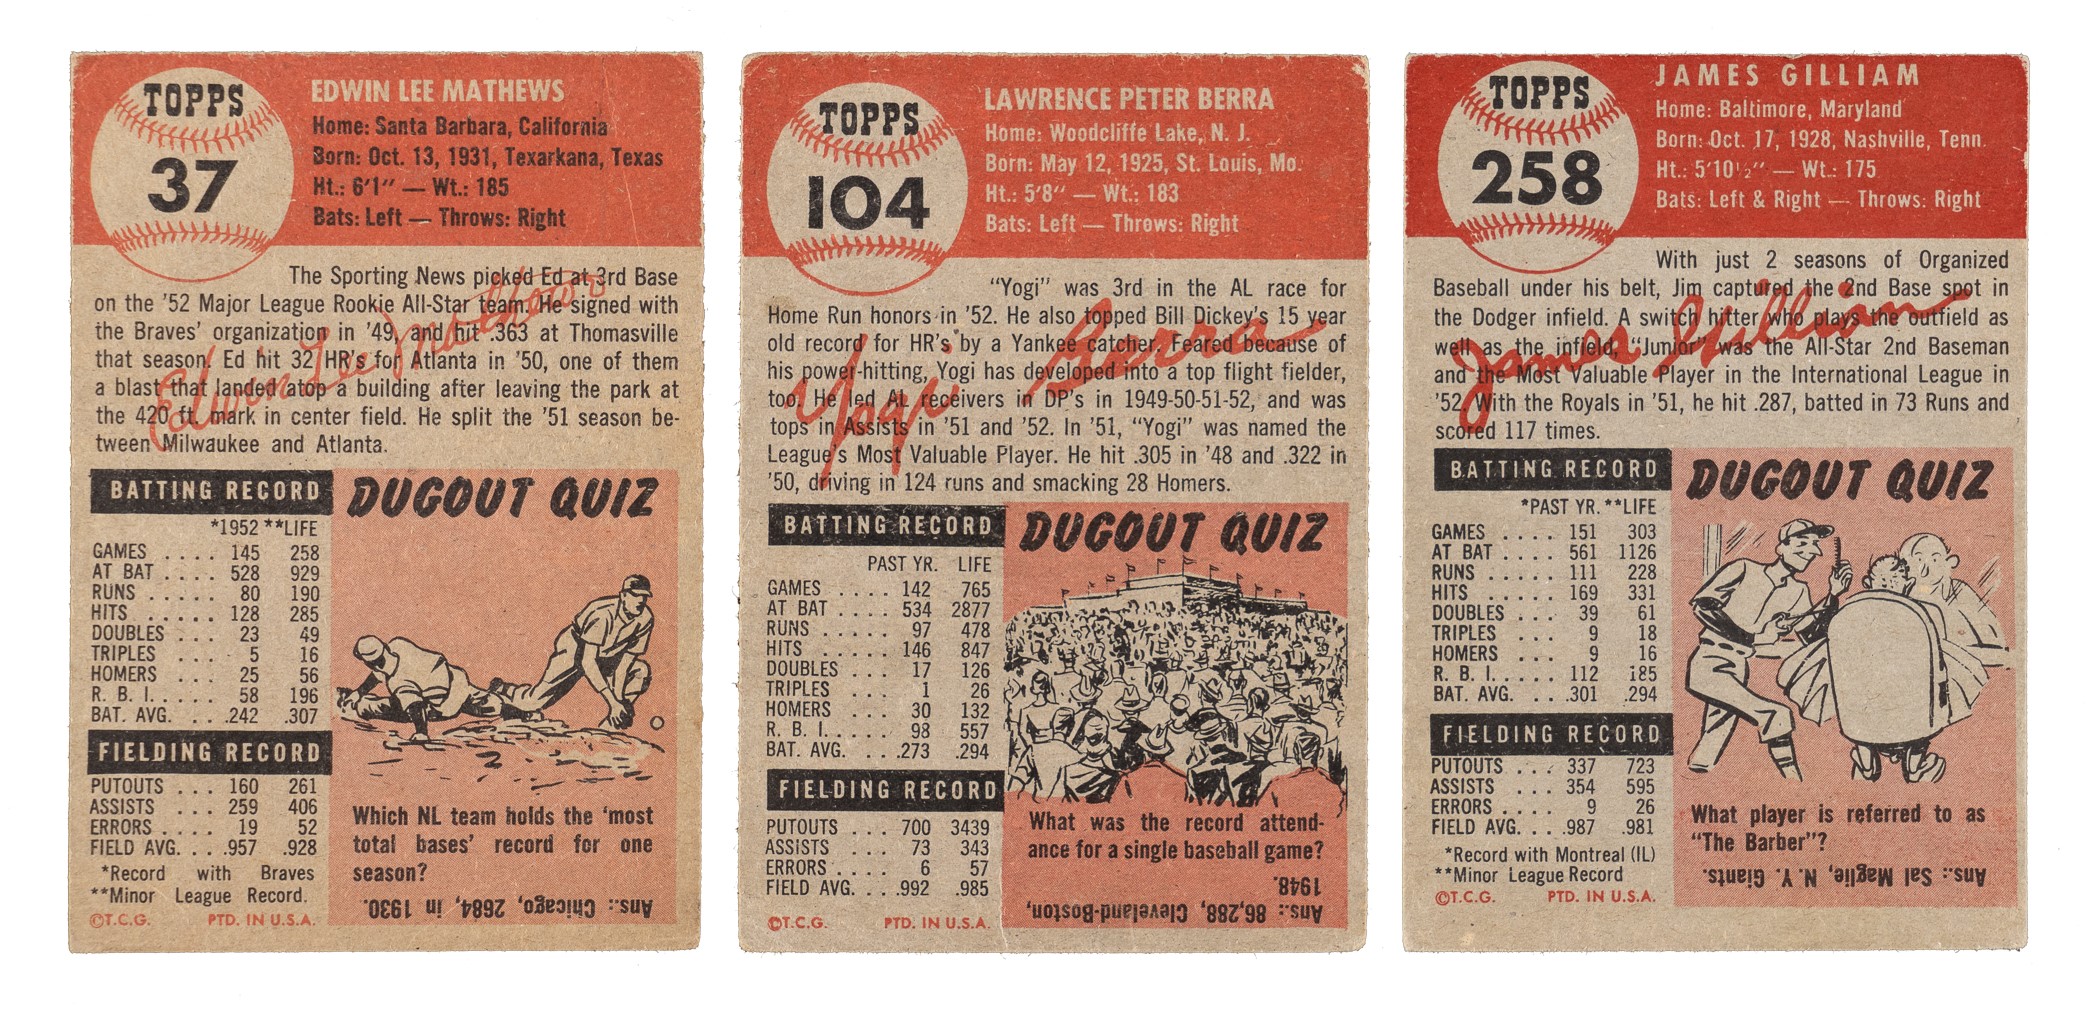 TOPPS
37
EDWIN LEE MATHEWS
Home: Santa Barbara, California
Born: Oct. 13, 1931, Texarkana, Texas
Ht.: 6'1" — Wt.: 185
Bats: Left — Throws: Right
The Sporting News picked Ed at 3rd Base
on the '52 Major League Rookie All-Star team. He signed with
the Braves' organization in '49, and hit .363 at Thomasville
that season. Ed hit 32 HR's for Atlanta in '50, one of them
a blast that landed atop a building after leaving the park at
the 420 ft. mark in center field. He split the '51 season be-
tween Milwaukee and Atlanta.
Edwin Lee Mathews
BATTING RECORD
*1952 **LIFE
GAMES .... 145 258
AT BAT .... 528 929
RUNS ..... 80 190
HITS ..... 128 285
DOUBLES ... 23 49
TRIPLES ... 5 16
HOMERS ... 25 56
R. B. I. .... 58 196
BAT. AVG. ...242 .307
FIELDING RECORD
PUTOUTS ... 160 261
ASSISTS ... 259 406
ERRORS .... 19 52
FIELD AVG. ...957 .928
*Record with Braves
**Minor League Record.
©T.C.G. PTD. IN U.S.A.
DUGOUT QUIZ
Which NL team holds the 'most
total bases' record for one
season?
Ans.: Chicago, 2684, in 1930.
TOPPS
104
LAWRENCE PETER BERRA
Home: Woodcliffe Lake, N. J.
Born: May 12, 1925, St. Louis, Mo.
Ht.: 5'8" — Wt.: 183
Bats: Left — Throws: Right
"Yogi" was 3rd in the AL race for
Home Run honors in '52. He also topped Bill Dickey's 15 year
old record for HR's by a Yankee catcher. Feared because of
his power-hitting, Yogi has developed into a top flight fielder,
too. He led AL receivers in DP's in 1949-50-51-52, and was
tops in Assists in '51 and '52. In '51, "Yogi" was named the
League's Most Valuable Player. He hit .305 in '48 and .322 in
'50, driving in 124 runs and smacking 28 Homers.
Yogi Berra
BATTING RECORD
PAST YR. LIFE
GAMES .... 142 765
AT BAT .... 534 2877
RUNS ..... 97 478
HITS ..... 146 847
DOUBLES ... 17 126
TRIPLES ... 1 26
HOMERS ... 30 132
R. B. I. .... 98 557
BAT. AVG. ...273 .294
FIELDING RECORD
PUTOUTS ... 700 3439
ASSISTS ... 73 343
ERRORS .... 6 57
FIELD AVG. ...992 .985
©T.C.G. PTD. IN U.S.A.
DUGOUT QUIZ
What was the record attend-
ance for a single baseball game?
Ans.: 86,288, Cleveland-Boston,
1948.
TOPPS
258
JAMES GILLIAM
Home: Baltimore, Maryland
Born: Oct. 17, 1928, Nashville, Tenn.
Ht.: 5'10½" — Wt.: 175
Bats: Left & Right — Throws: Right
With just 2 seasons of Organized
Baseball under his belt, Jim captured the 2nd Base spot in
the Dodger infield. A switch hitter who plays the outfield as
well as the infield, "Junior" was the All-Star 2nd Baseman
and the Most Valuable Player in the International League in
'52. With the Royals in '51, he hit .287, batted in 73 Runs and
scored 117 times.
James Gilliam
BATTING RECORD
*PAST YR. **LIFE
GAMES .... 151 303
AT BAT .... 561 1126
RUNS ..... 111 228
HITS ..... 169 331
DOUBLES ... 39 61
TRIPLES ... 9 18
HOMERS ... 9 16
R. B. I. .... 112 185
BAT. AVG. ...301 .294
FIELDING RECORD
PUTOUTS ... 337 723
ASSISTS ... 354 595
ERRORS .... 9 26
FIELD AVG. ...987 .981
*Record with Montreal (IL)
**Minor League Record
©T.C.G. PTD. IN U.S.A.
DUGOUT QUIZ
What player is referred to as
"The Barber"?
Ans.: Sal Maglie, N. Y. Giants.